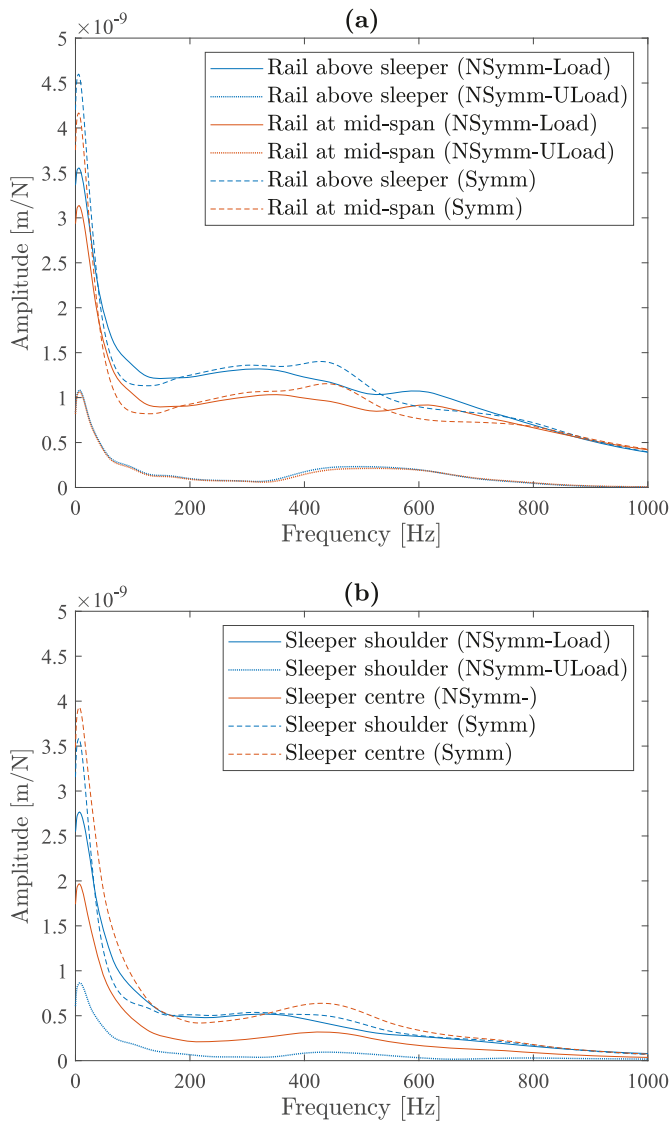 (a)
×10⁻⁹
5
4.5
4
3.5
3
2.5
2
1.5
1
0.5
0
Amplitude [m/N]
Rail above sleeper (NSymm-Load)
Rail above sleeper (NSymm-ULoad)
Rail at mid-span (NSymm-Load)
Rail at mid-span (NSymm-ULoad)
Rail above sleeper (Symm)
Rail at mid-span (Symm)
0 200 400 600 800 1000
Frequency [Hz]
(b)
×10⁻⁹
5
4.5
4
3.5
3
2.5
2
1.5
1
0.5
0
Amplitude [m/N]
Sleeper shoulder (NSymm-Load)
Sleeper shoulder (NSymm-ULoad)
Sleeper centre (NSymm-)
Sleeper shoulder (Symm)
Sleeper centre (Symm)
0 200 400 600 800 1000
Frequency [Hz]